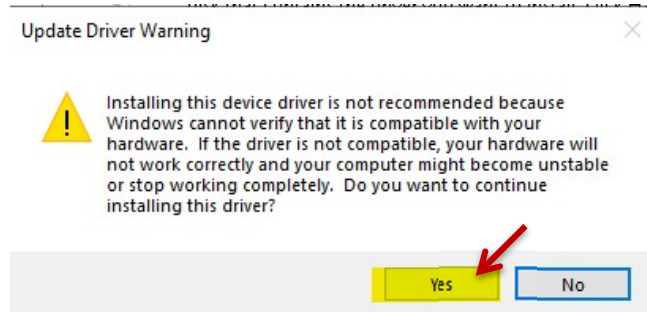 Update Driver Warning
Installing this device driver is not recommended because
Windows cannot verify that it is compatible with your
hardware.  If the driver is not compatible, your hardware will
not work correctly and your computer might become unstable
or stop working completely.  Do you want to continue
installing this driver?
Yes
No